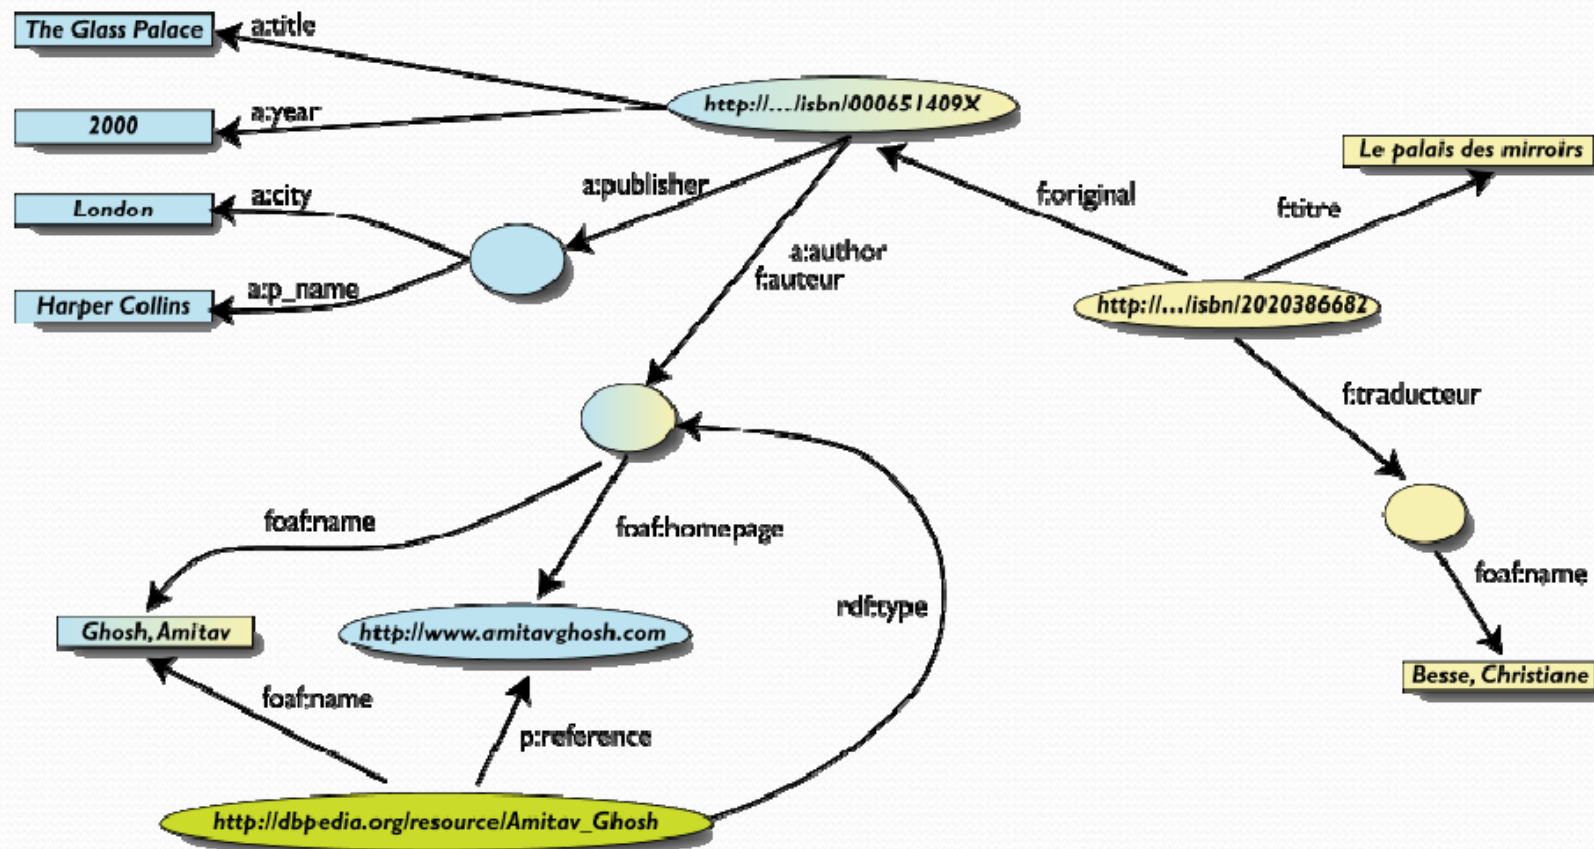 The Glass Palace
a:title
http://.../isbn/000651409X
2000
a:year
Le palais des mirroirs
London
a:city
a:publisher
f:original
f:titre
a:author
f:auteur
Harper Collins
a:p_name
http://.../isbn/2020386682
f:traducteur
foaf:name
foaf:homepage
foaf:name
rdf:type
Ghosh, Amitav
http://www.amitavghosh.com
Besse, Christiane
foaf:name
p:reference
http://dbpedia.org/resource/Amitav_Ghosh